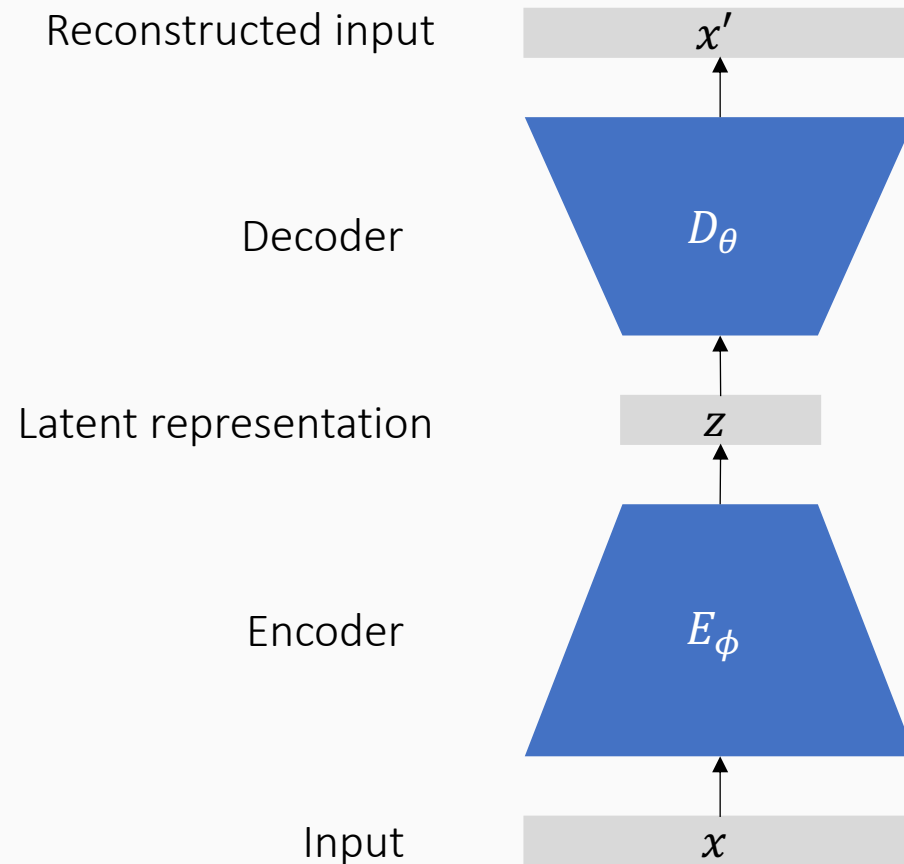 Reconstructed input x′
Decoder D_θ
Latent representation z
Encoder E_ϕ
Input x